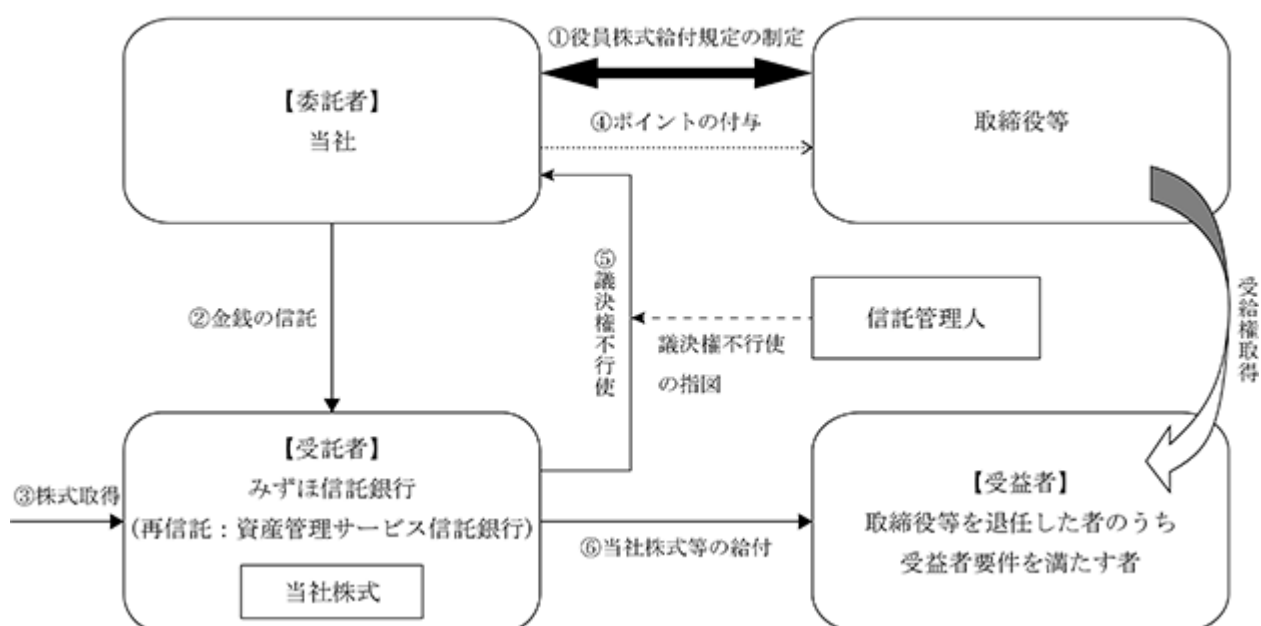 ①役員株式給付規定の制定
【委託者】
当社
④ポイントの付与
取締役等
②金銭の信託
⑤議決権不行使
信託管理人
議決権不行使
の指図
受給権取得
③株式取得
【受託者】
みずほ信託銀行
(再信託：資産管理サービス信託銀行)
当社株式
⑥当社株式等の給付
【受益者】
取締役等を退任した者のうち
受益者要件を満たす者